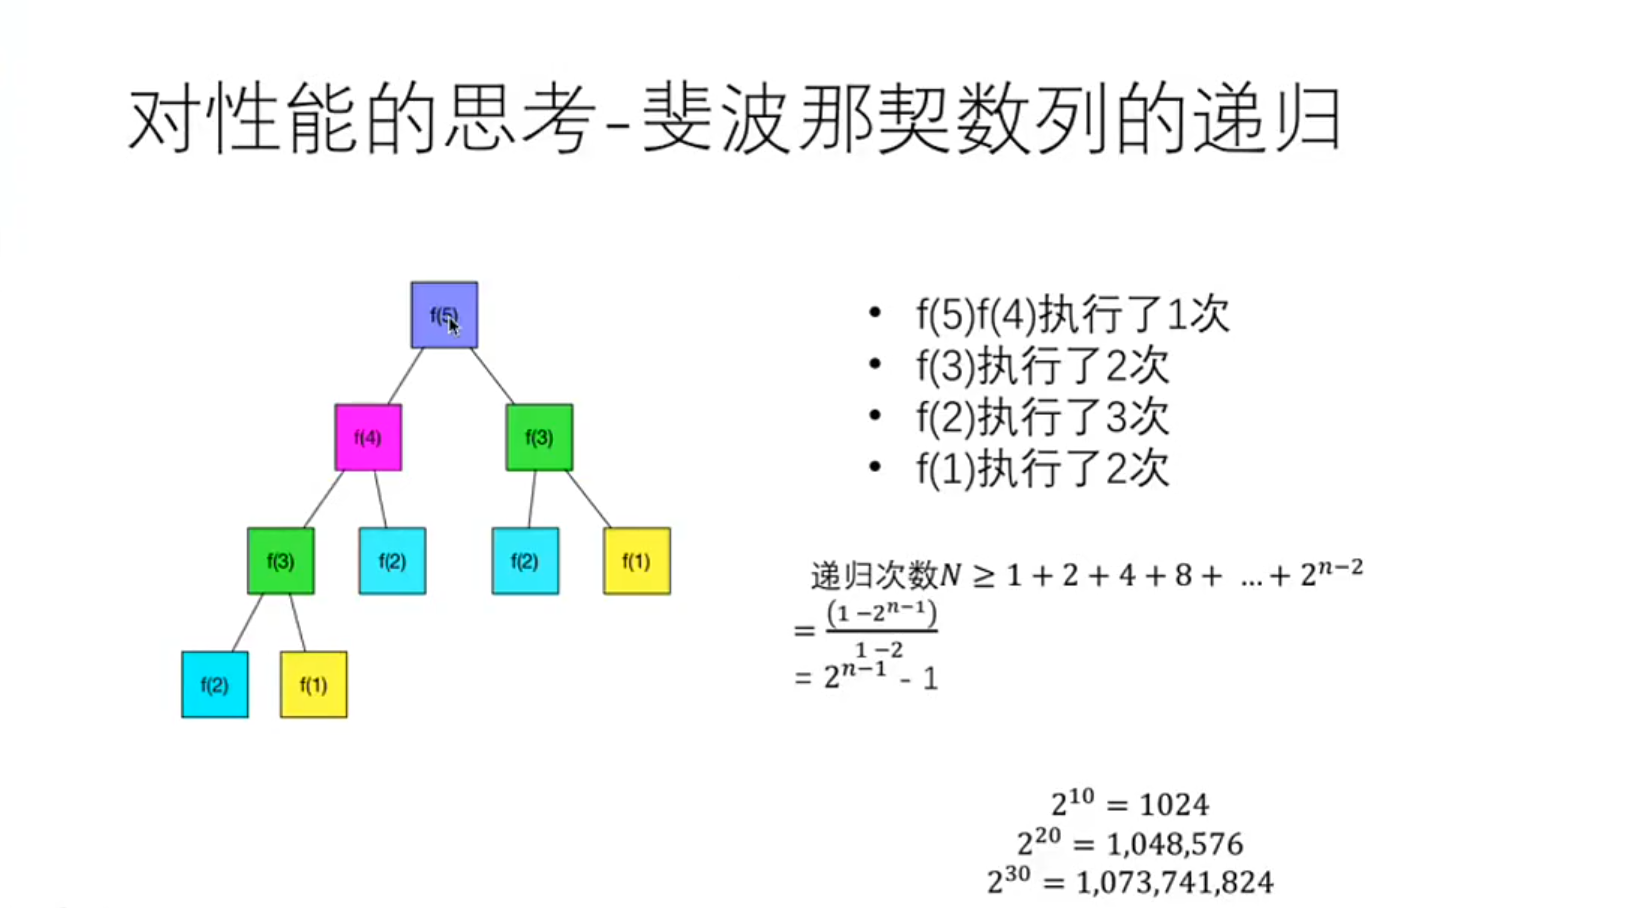 对性能的思考-斐波那契数列的递归
f(5)
f(4)
f(3)
f(3)
f(2)
f(2)
f(1)
f(2)
f(1)
• f(5)f(4)执行了1次
• f(3)执行了2次
• f(2)执行了3次
• f(1)执行了2次
递归次数N ≥ 1 + 2 + 4 + 8 + … + 2^{n−2}
= (1 −2^{n−1}) / (1 −2)
= 2^{n−1} - 1
2^{10} = 1024
2^{20} = 1,048,576
2^{30} = 1,073,741,824